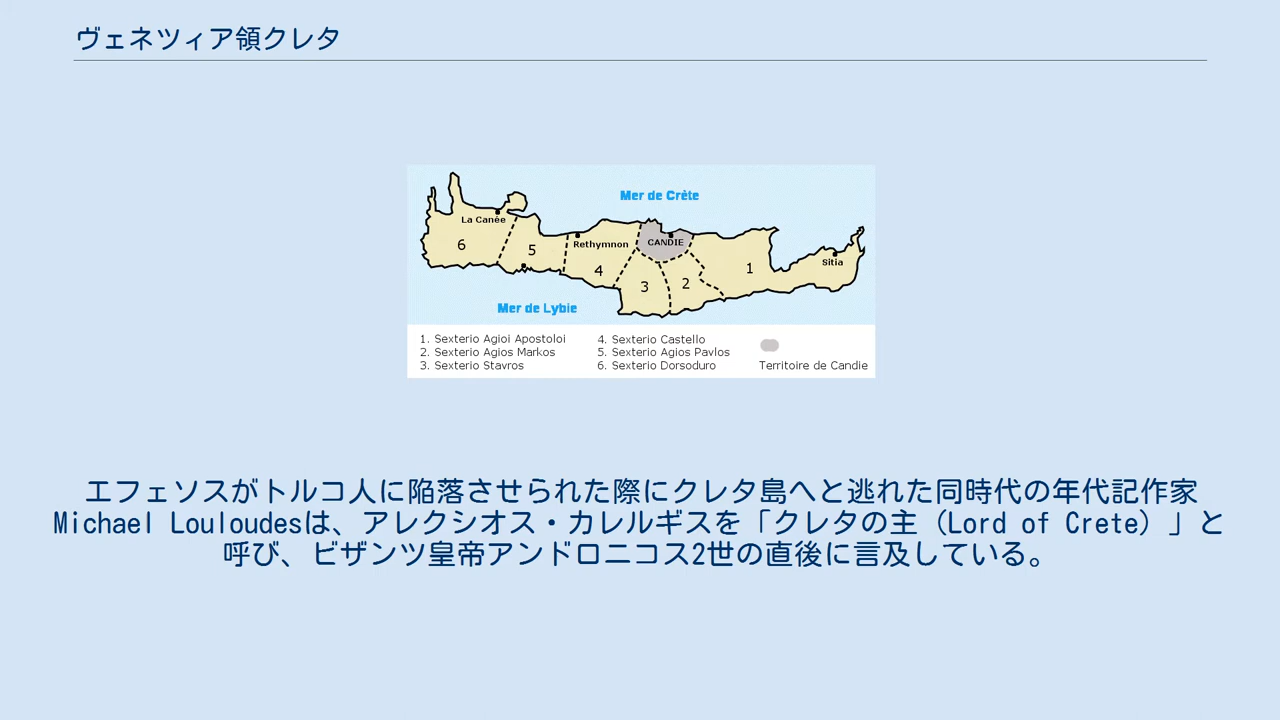 ヴェネツィア領クレタ
Mer de Crête
La Canée
Rethymnon
CANDIE
Sitia
6
5
4
3
2
1
Mer de Lybie
1. Sexterio Agioi Apostoloi
2. Sexterio Agios Markos
3. Sexterio Stavros
4. Sexterio Castello
5. Sexterio Agios Pavlos
6. Sexterio Dorsoduro
Territoire de Candie
エフェソスがトルコ人に陥落させられた際にクレタ島へと逃れた同時代の年代記作家
Michael Louloudesは、アレクシオス・カレルギスを「クレタの主（Lord of Crete）」と
呼び、ビザンツ皇帝アンドロニコス2世の直後に言及している。